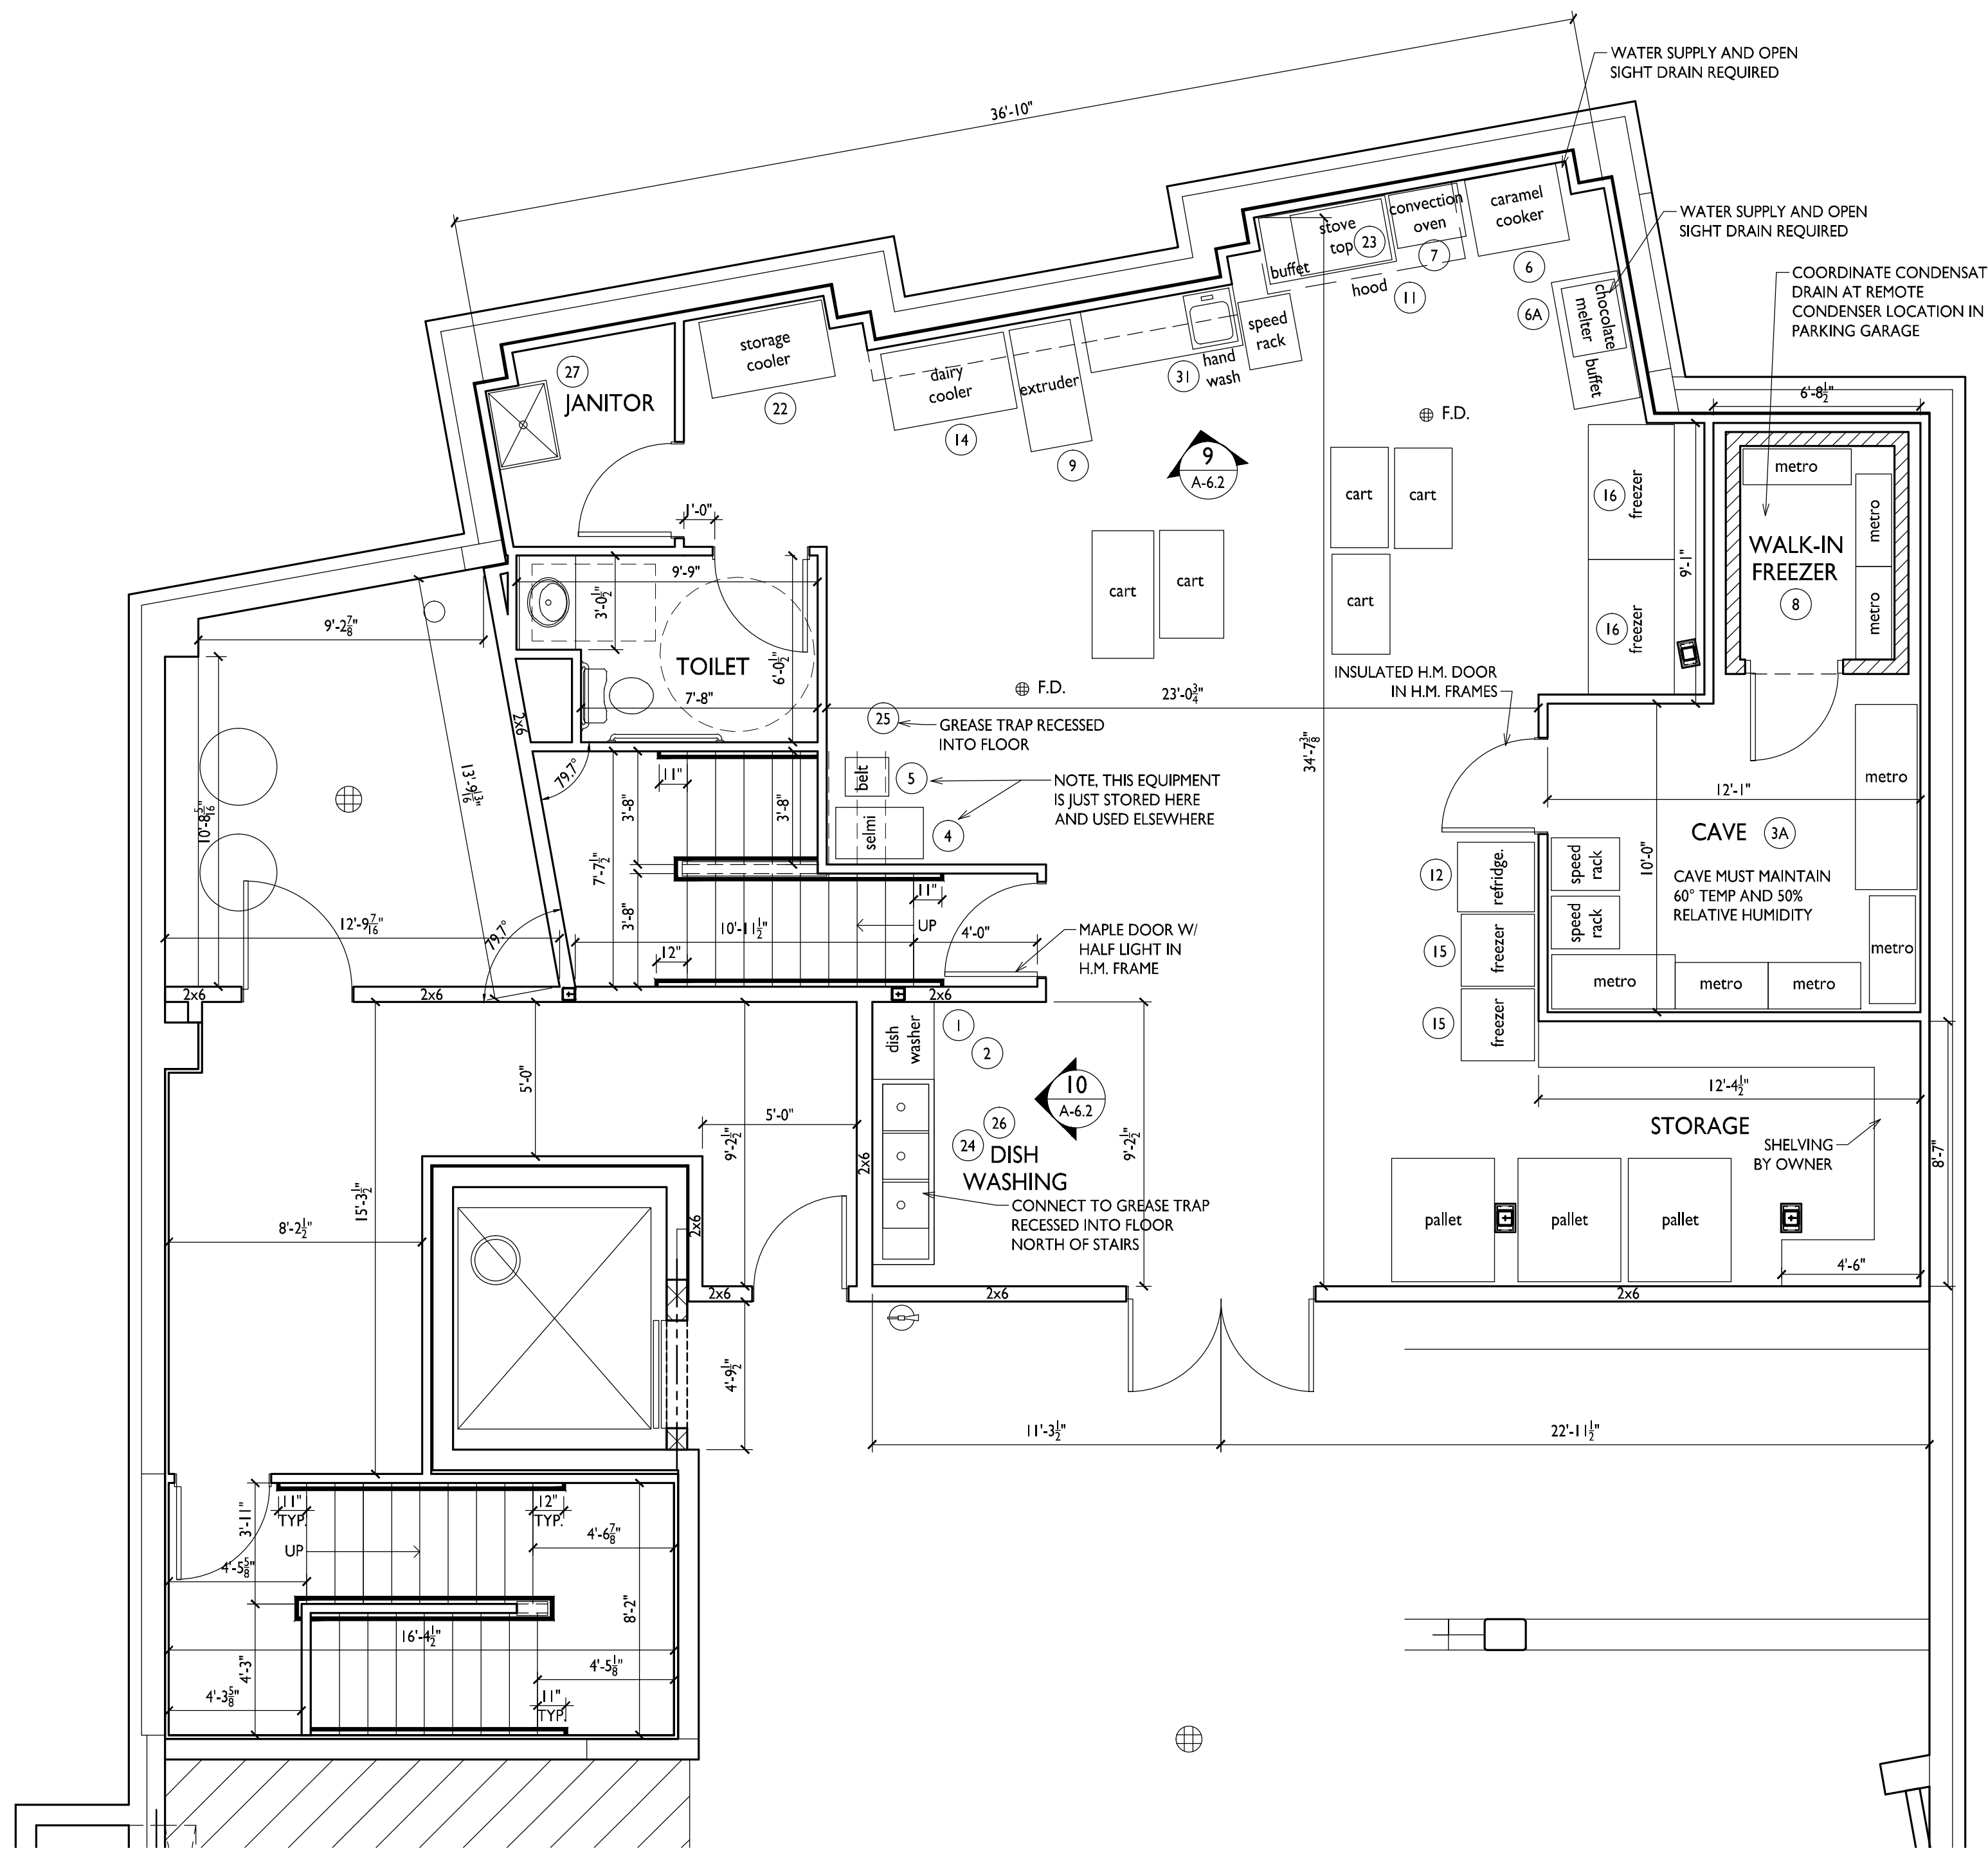 36'-10"
WATER SUPPLY AND OPEN
SIGHT DRAIN REQUIRED
WATER SUPPLY AND OPEN
SIGHT DRAIN REQUIRED
COORDINATE CONDENSAT
DRAIN AT REMOTE
CONDENSER LOCATION IN
PARKING GARAGE
stove
top
23
convection
oven
7
caramel
cooker
6
buffet
hood
11
6A
chocolate
melter
buffet
speed
rack
hand
wash
31
storage
cooler
22
dairy
cooler
14
extruder
9
27
JANITOR
F.D.
6'-8½"
9
A-6.2
cart
cart
cart
cart
cart
16
freezer
16
freezer
9'-1"
metro
metro
metro
WALK-IN
FREEZER
8
1'-0"
9'-9"
3'-0½"
6'-0½"
TOILET
7'-8"
9'-2⅞"
13'-9 13/16"
10'-8 5/16"
2x6
F.D.
23'-0¾"
INSULATED H.M. DOOR
IN H.M. FRAMES
25
GREASE TRAP RECESSED
INTO FLOOR
34'-7⅜"
belt
5
NOTE, THIS EQUIPMENT
IS JUST STORED HERE
AND USED ELSEWHERE
selmi
4
79.7°
11"
3'-8"
3'-8"
7'-7½"
3'-8"
11"
UP
10'-11½"
4'-0"
12"
79.7°
12'-9 7/16"
MAPLE DOOR W/
HALF LIGHT IN
H.M. FRAME
12'-1"
metro
CAVE
3A
10'-0"
CAVE MUST MAINTAIN
60° TEMP AND 50%
RELATIVE HUMIDITY
12
refridge.
speed
rack
speed
rack
15
freezer
15
freezer
metro
metro
metro
metro
2x6
2x6
2x6
dish
washer
1
2
10
A-6.2
26
24
DISH
WASHING
CONNECT TO GREASE TRAP
RECESSED INTO FLOOR
NORTH OF STAIRS
9'-2½"
5'-0"
9'-2½"
5'-0"
2x6
2x6
15'-3½"
8'-2½"
12'-4½"
STORAGE
SHELVING
BY OWNER
8'-7"
pallet
pallet
pallet
4'-6"
2x6
2x6
2x6
4'-9½"
11'-3½"
22'-11½"
11"
TYP.
12"
TYP.
3'-11"
UP
4'-6⅞"
4'-5⅝"
8'-2"
16'-4½"
4'-3"
4'-5⅛"
4'-3⅝"
11"
TYP.